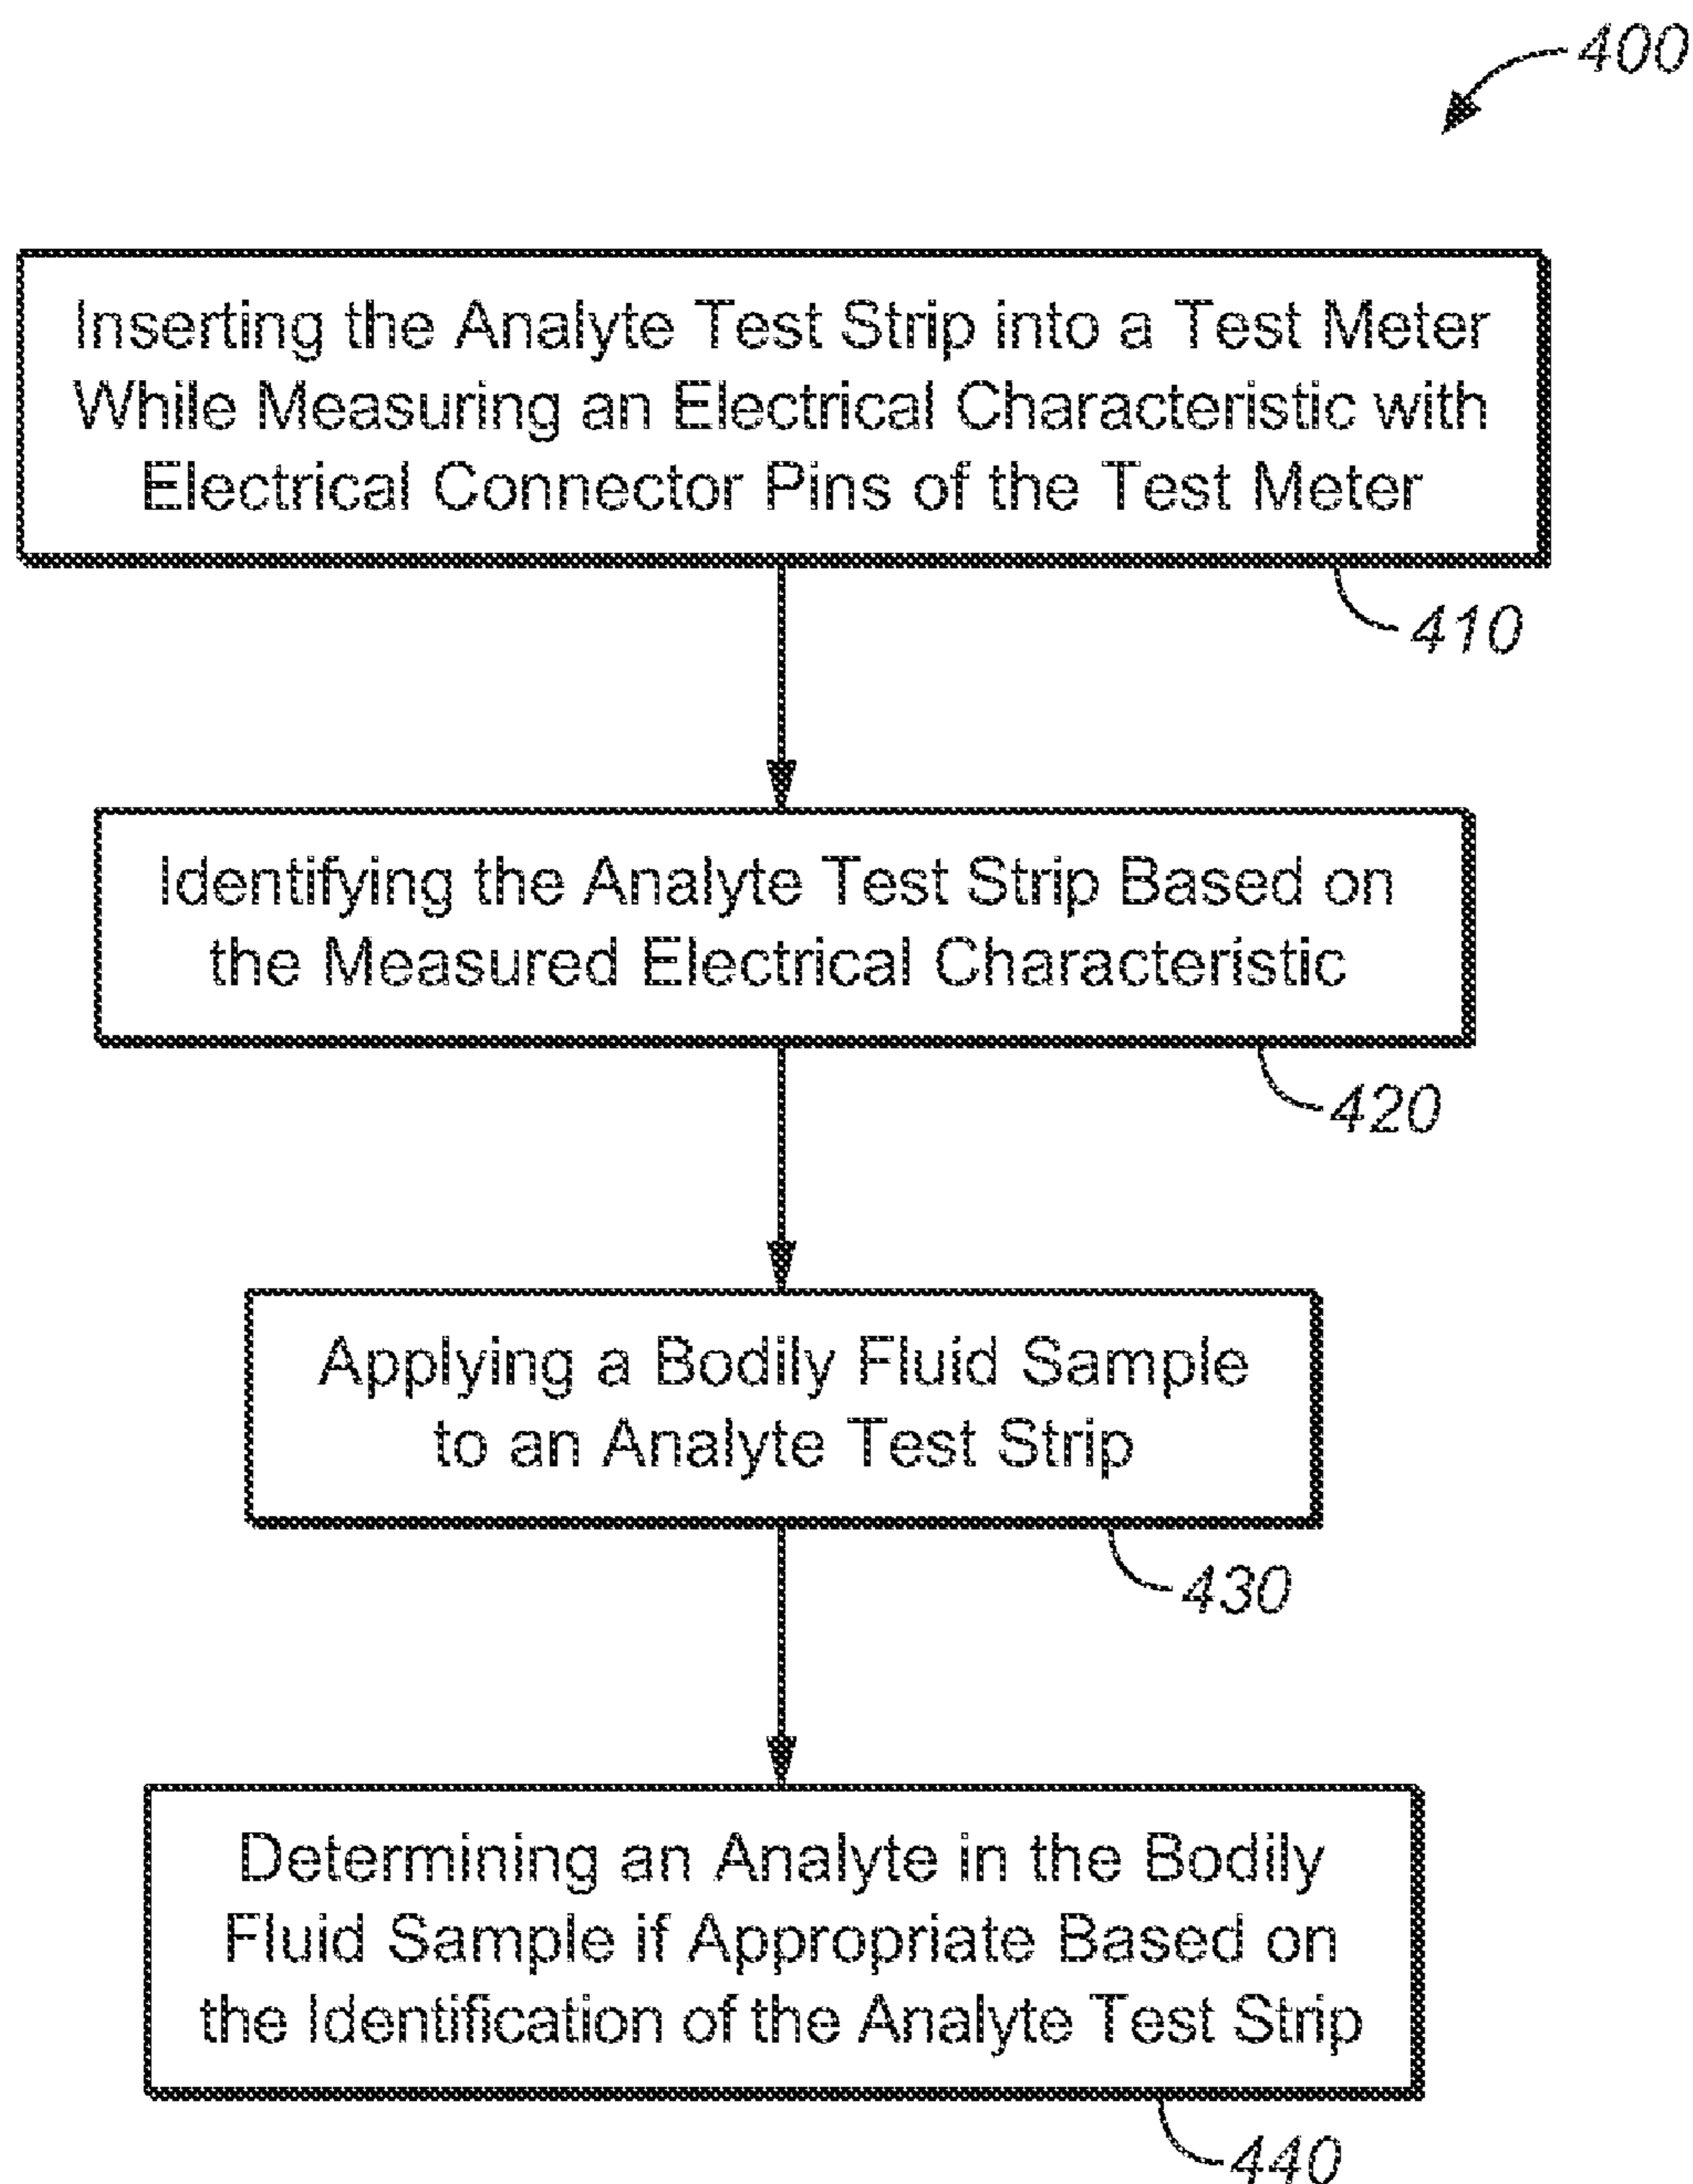 400
Inserting the Analyte Test Strip into a Test Meter
While Measuring an Electrical Characteristic with
Electrical Connector Pins of the Test Meter
410
Identifying the Analyte Test Strip Based on
the Measured Electrical Characteristic
420
Applying a Bodily Fluid Sample
to an Analyte Test Strip
430
Determining an Analyte in the Bodily
Fluid Sample if Appropriate Based on
the Identification of the Analyte Test Strip
440